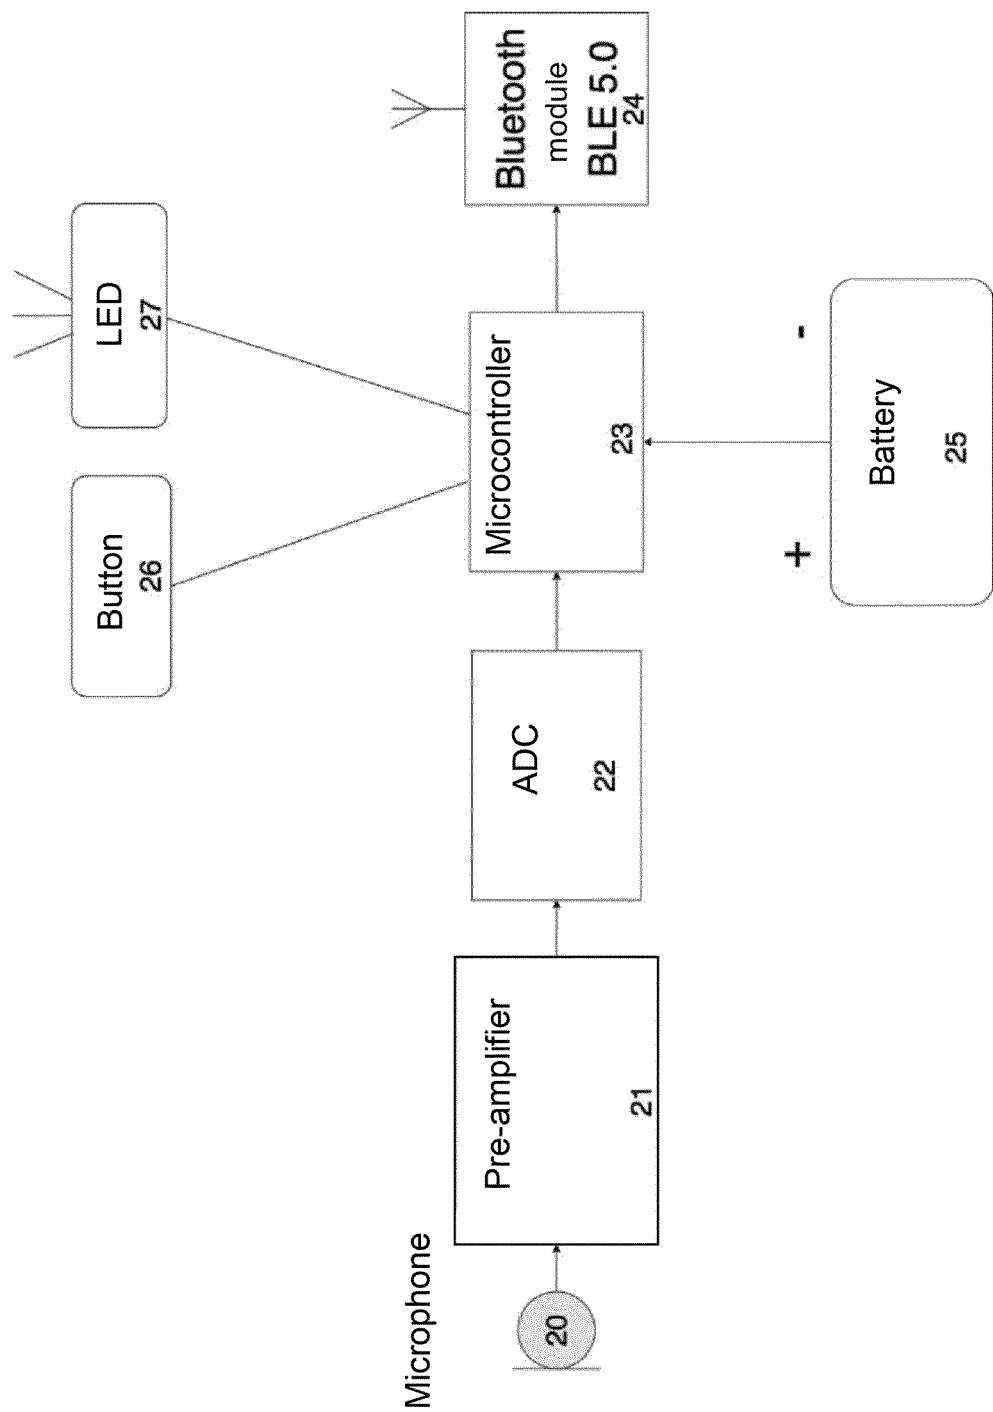 Button
26
LED
27
Microphone
20
Pre-amplifier
21
ADC
22
Microcontroller
23
Bluetooth
module
BLE 5.0
24
+
-
Battery
25